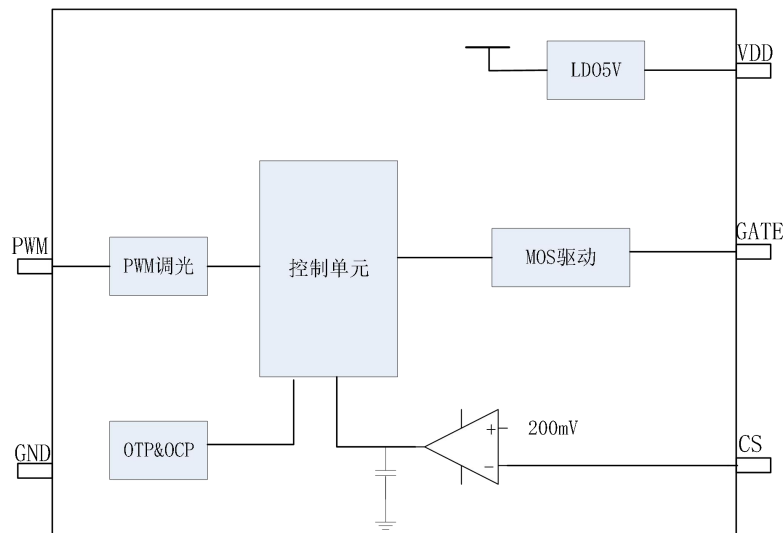 VDD
LDO5V
PWM
GATE
PWM调光
控制单元
MOS驱动
GND
OTP&OCP
+
200mV
CS
−